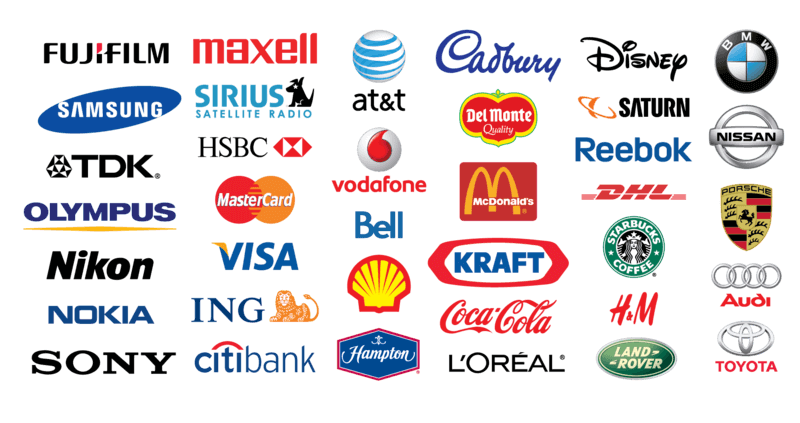 FUJIFILM
SAMSUNG
TDK®
OLYMPUS
Nikon
NOKIA
SONY
maxell
SIRIUS
SATELLITE RADIO
HSBC
MasterCard
VISA
ING
citibank
at&t
vodafone
Bell
Hampton
Cadbury
Del Monte
Quality
McDonald's®
KRAFT
Coca-Cola
L'ORÉAL®
Disney
SATURN
Reebok
DHL
STARBUCKS
COFFEE
H&M
LAND-
-ROVER
BMW
NISSAN
PORSCHE
Audi
TOYOTA